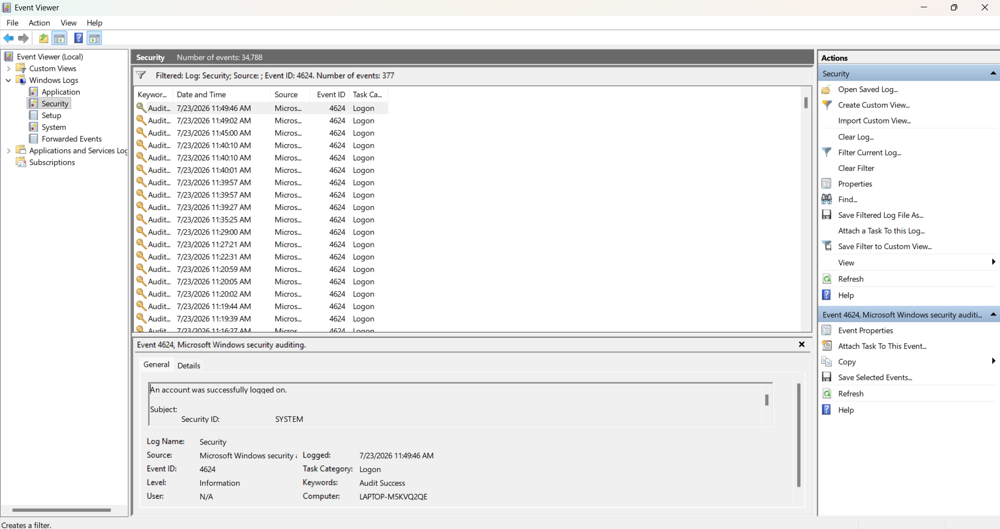 Event Viewer
File Action View Help
Event Viewer (Local)
Custom Views
Windows Logs
Application
Security
Setup
System
Forwarded Events
Applications and Services Log
Subscriptions
Security Number of events: 34,788
Filtered: Log: Security; Source: ; Event ID: 4624. Number of events: 377
Keywor... Date and Time Source Event ID Task Ca...
Audit... 7/23/2026 11:49:46 AM Micros... 4624 Logon
Audit... 7/23/2026 11:49:02 AM Micros... 4624 Logon
Audit... 7/23/2026 11:45:00 AM Micros... 4624 Logon
Audit... 7/23/2026 11:40:10 AM Micros... 4624 Logon
Audit... 7/23/2026 11:40:10 AM Micros... 4624 Logon
Audit... 7/23/2026 11:40:01 AM Micros... 4624 Logon
Audit... 7/23/2026 11:39:57 AM Micros... 4624 Logon
Audit... 7/23/2026 11:39:57 AM Micros... 4624 Logon
Audit... 7/23/2026 11:39:27 AM Micros... 4624 Logon
Audit... 7/23/2026 11:35:25 AM Micros... 4624 Logon
Audit... 7/23/2026 11:29:00 AM Micros... 4624 Logon
Audit... 7/23/2026 11:27:21 AM Micros... 4624 Logon
Audit... 7/23/2026 11:22:31 AM Micros... 4624 Logon
Audit... 7/23/2026 11:20:59 AM Micros... 4624 Logon
Audit... 7/23/2026 11:20:05 AM Micros... 4624 Logon
Audit... 7/23/2026 11:20:02 AM Micros... 4624 Logon
Audit... 7/23/2026 11:19:44 AM Micros... 4624 Logon
Audit... 7/23/2026 11:19:39 AM Micros... 4624 Logon
Audit... 7/23/2026 11:16:27 AM Micros... 4624 Logon
Event 4624, Microsoft Windows security auditing.
General Details
An account was successfully logged on.
Subject:
Security ID: SYSTEM
Log Name: Security
Source: Microsoft Windows security Logged: 7/23/2026 11:49:46 AM
Event ID: 4624 Task Category: Logon
Level: Information Keywords: Audit Success
User: N/A Computer: LAPTOP-M5KVQ2QE
Actions
Security
Open Saved Log...
Create Custom View...
Import Custom View...
Clear Log...
Filter Current Log...
Clear Filter
Properties
Find...
Save Filtered Log File As...
Attach a Task To this Log...
Save Filter to Custom View...
View
Refresh
Help
Event 4624, Microsoft Windows security auditi...
Event Properties
Attach Task To This Event...
Copy
Save Selected Events...
Refresh
Help
Creates a filter.